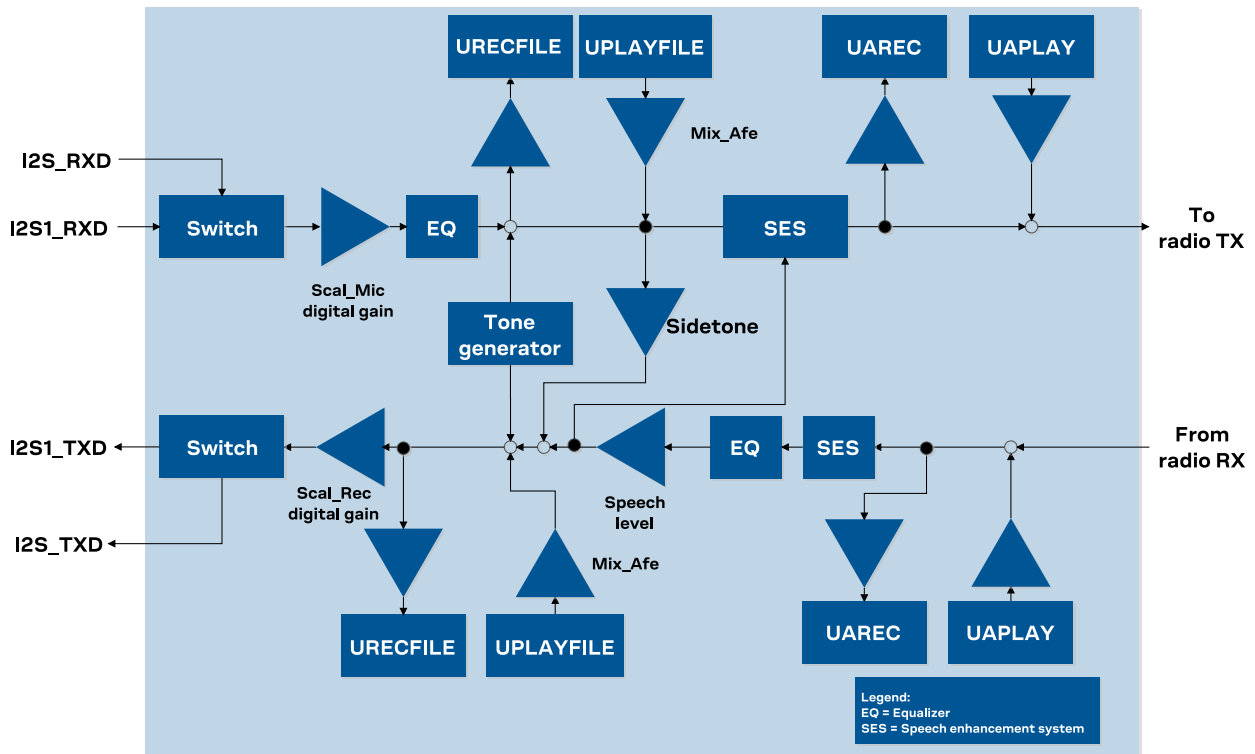 URECFILE
UPLAYFILE
UAREC
UAPLAY
Mix_Afe
I2S_RXD
I2S1_RXD
Switch
EQ
SES
To
radio TX
Scal_Mic
digital gain
Tone
generator
Sidetone
I2S1_TXD
Switch
EQ
SES
From
radio RX
Scal_Rec
digital gain
Speech
level
I2S_TXD
Mix_Afe
URECFILE
UPLAYFILE
UAREC
UAPLAY
Legend:
EQ = Equalizer
SES = Speech enhancement system